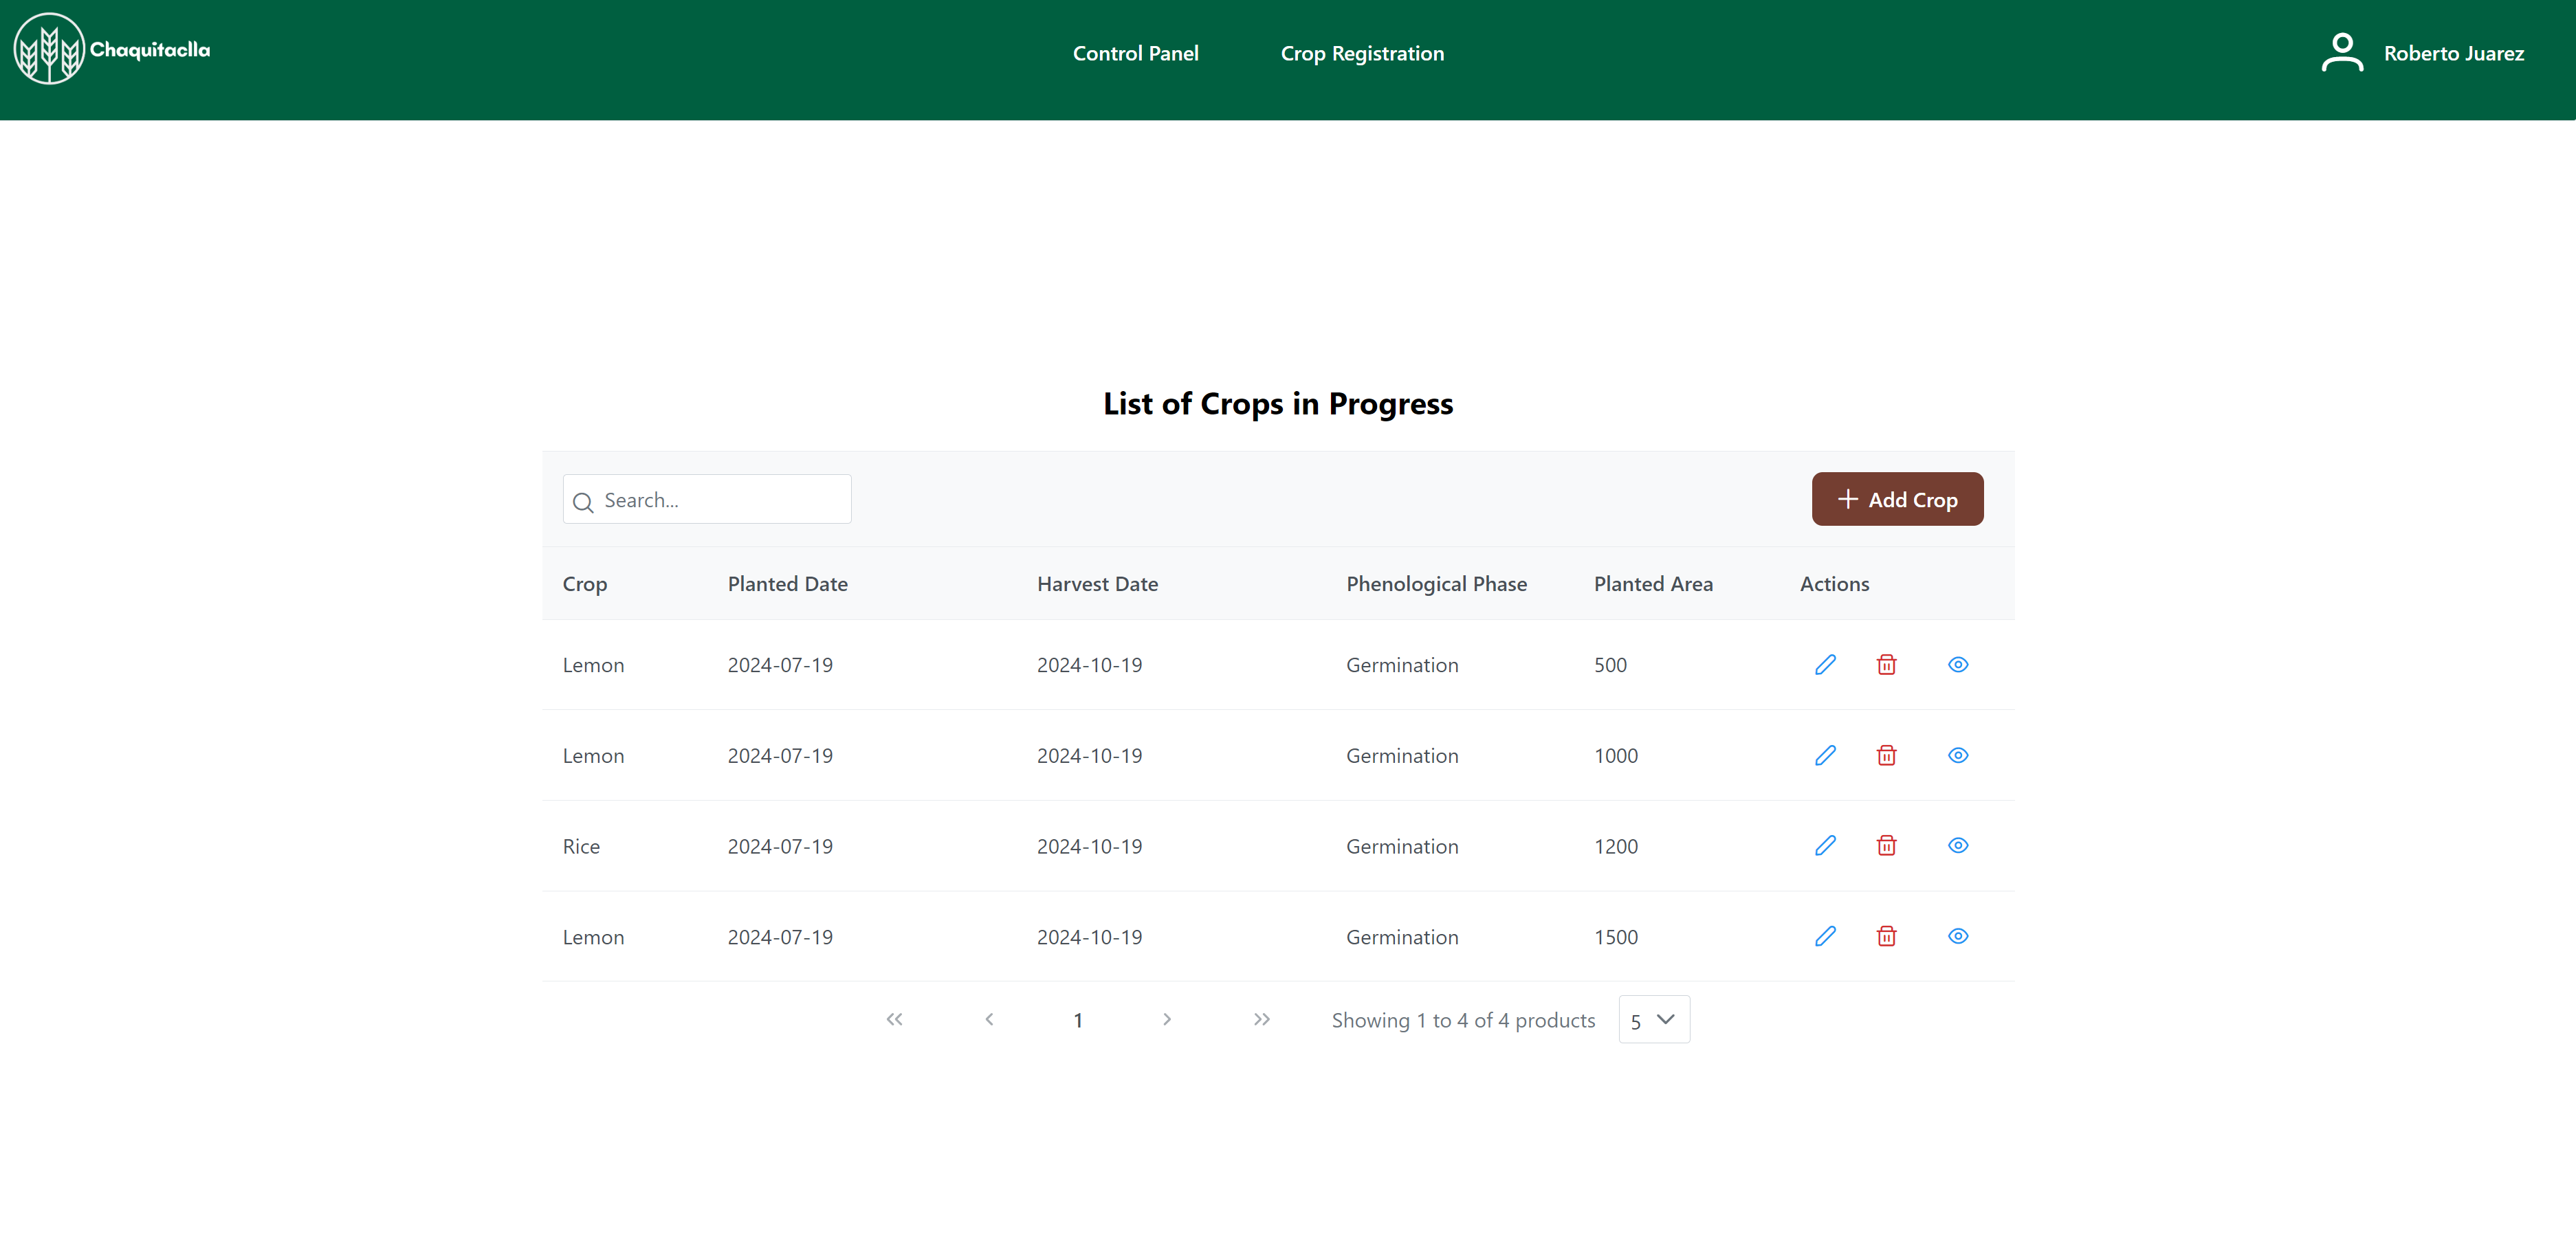 Chaquitaclla
Control Panel Crop Registration Roberto Juarez
List of Crops in Progress
Search... Add Crop
Crop Planted Date Harvest Date Phenological Phase Planted Area Actions
Lemon 2024-07-19 2024-10-19 Germination 500
Lemon 2024-07-19 2024-10-19 Germination 1000
Rice 2024-07-19 2024-10-19 Germination 1200
Lemon 2024-07-19 2024-10-19 Germination 1500
1 Showing 1 to 4 of 4 products 5